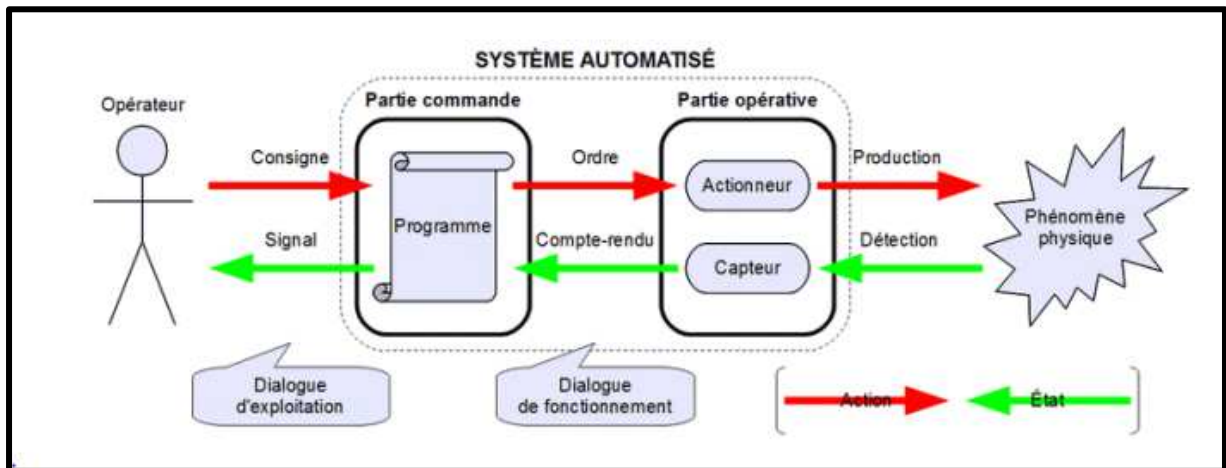 SYSTÈME AUTOMATISÉ
Opérateur
Partie commande
Partie opérative
Consigne
Ordre
Production
Actionneur
Programme
Phénomène
physique
Signal
Compte-rendu
Détection
Capteur
Dialogue
d'exploitation
Dialogue
de fonctionnement
Action
État